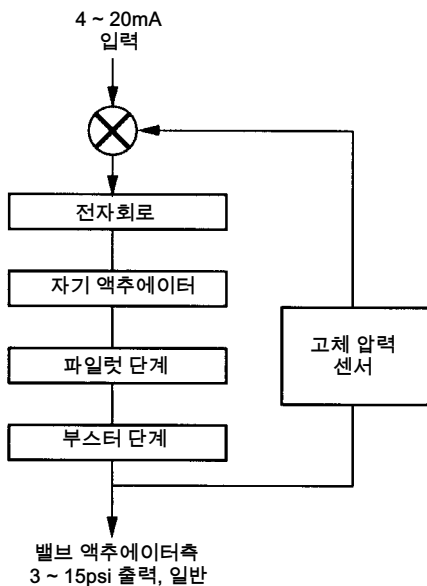 4 ~ 20mA
입력
전자회로
자기 액추에이터
파일럿 단계
부스터 단계
고체 압력
센서
밸브 액추에이터측
3 ~ 15psi 출력, 일반